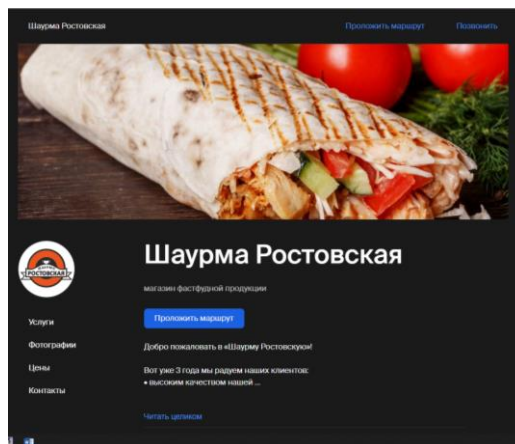 Шаурма Ростовская
Проложить маршрут
Позвонить
РОСТОВСКАЯ
Шаурма Ростовская
магазин фастфудной продукции
Проложить маршрут
Услуги
Добро пожаловать в «Шаурму Ростовскую»!
Фотографии
Вот уже 3 года мы радуем наших клиентов:
Цены
• высоким качеством нашей ...
Контакты
Читать целиком